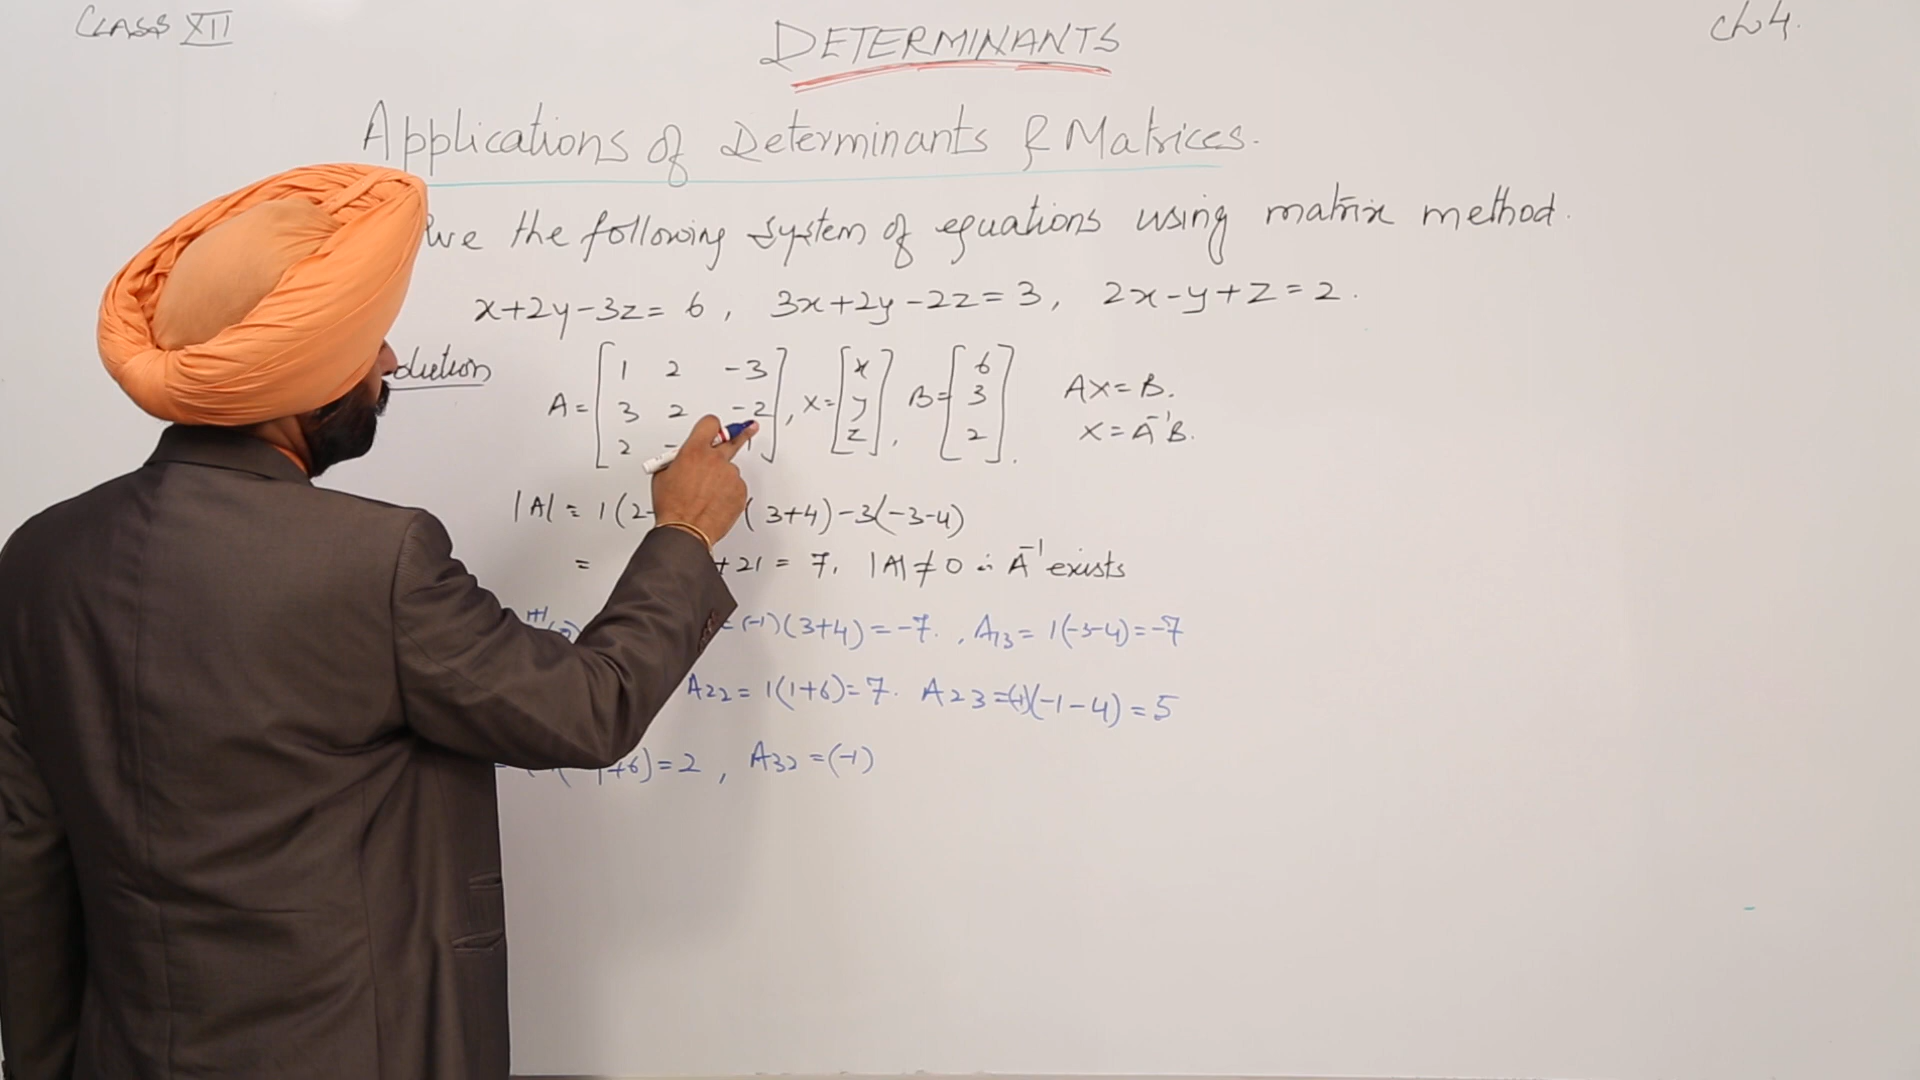 CLASS XII
DETERMINANTS
Ch 4.
Applications of Determinants & Matrices.
the following system of equations using matrix method.
x+2y-3z= 6 , 3x+2y-2z=3, 2x-y+z=2.
A= [1 2 -3; 3 2 -2; 2 - 1], X= [x; y; z], B= [6; 3; 2]. AX=B.
X=A⁻¹B.
|A| = 1(2- (3+4)-3(-3-4)
= +21 = 7. |A|≠0 ∴ A⁻¹ exists
=(-1)(3+4)=-7. , A13= 1(-3-4)=-7
A22=1(1+6)=7. A23=(-1)(-1-4)=5
+6)=2 , A32=(-1)